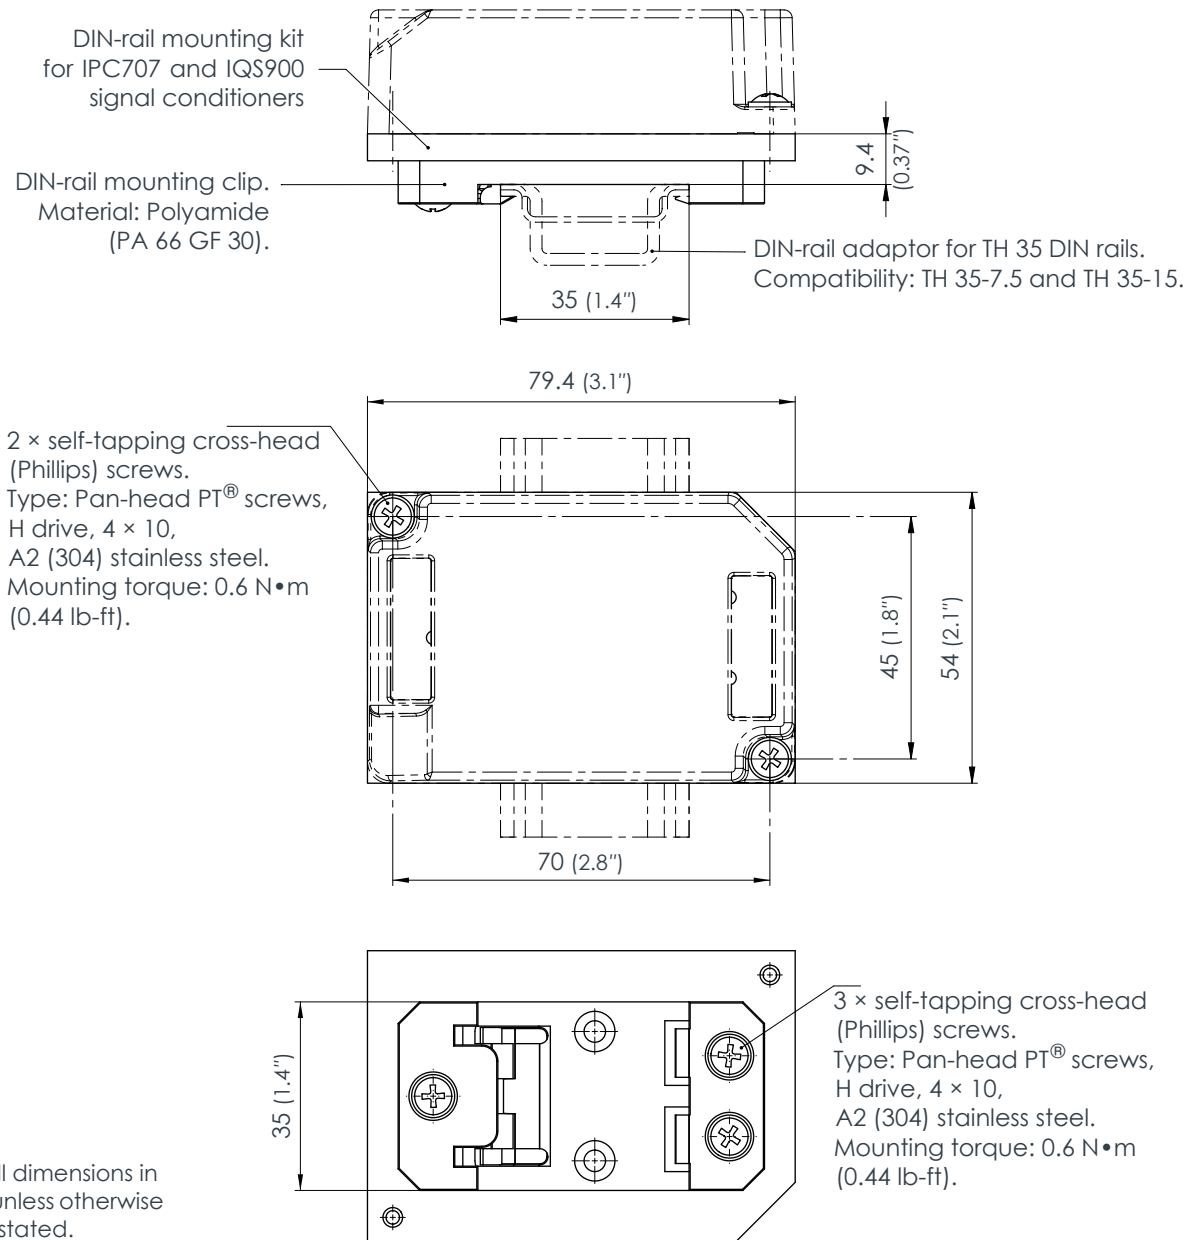 DIN-rail mounting kit
for IPC707 and IQS900
signal conditioners
9.4
(0.37")
DIN-rail mounting clip.
Material: Polyamide
(PA 66 GF 30).
DIN-rail adaptor for TH 35 DIN rails.
Compatibility: TH 35-7.5 and TH 35-15.
35 (1.4")
79.4 (3.1")
2 × self-tapping cross-head
(Phillips) screws.
Type: Pan-head PT® screws,
H drive, 4 × 10,
A2 (304) stainless steel.
Mounting torque: 0.6 N•m
(0.44 lb-ft).
45 (1.8")
54 (2.1")
70 (2.8")
35 (1.4")
3 × self-tapping cross-head
(Phillips) screws.
Type: Pan-head PT® screws,
H drive, 4 × 10,
A2 (304) stainless steel.
Mounting torque: 0.6 N•m
(0.44 lb-ft).
dimensions in
unless otherwise
stated.